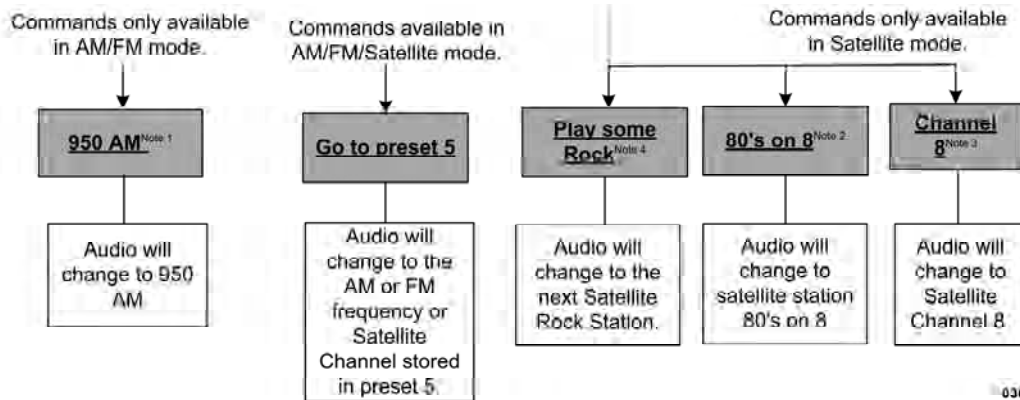 Commands only available
in AM/FM mode.
Commands available in
AM/FM/Satellite mode.
Commands only available
in Satellite mode.
950 AM Note 1
Go to preset 5
Play some
Rock Note 4
80's on 8 Note 2
Channel
8 Note 3
Audio will
change to 950
AM
Audio will
change to the
AM or FM
frequency or
Satellite
Channel stored
in preset 5.
Audio will
change to the
next Satellite
Rock Station.
Audio will
change to
satellite station
80's on 8
Audio will
change to
Satellite
Channel 8